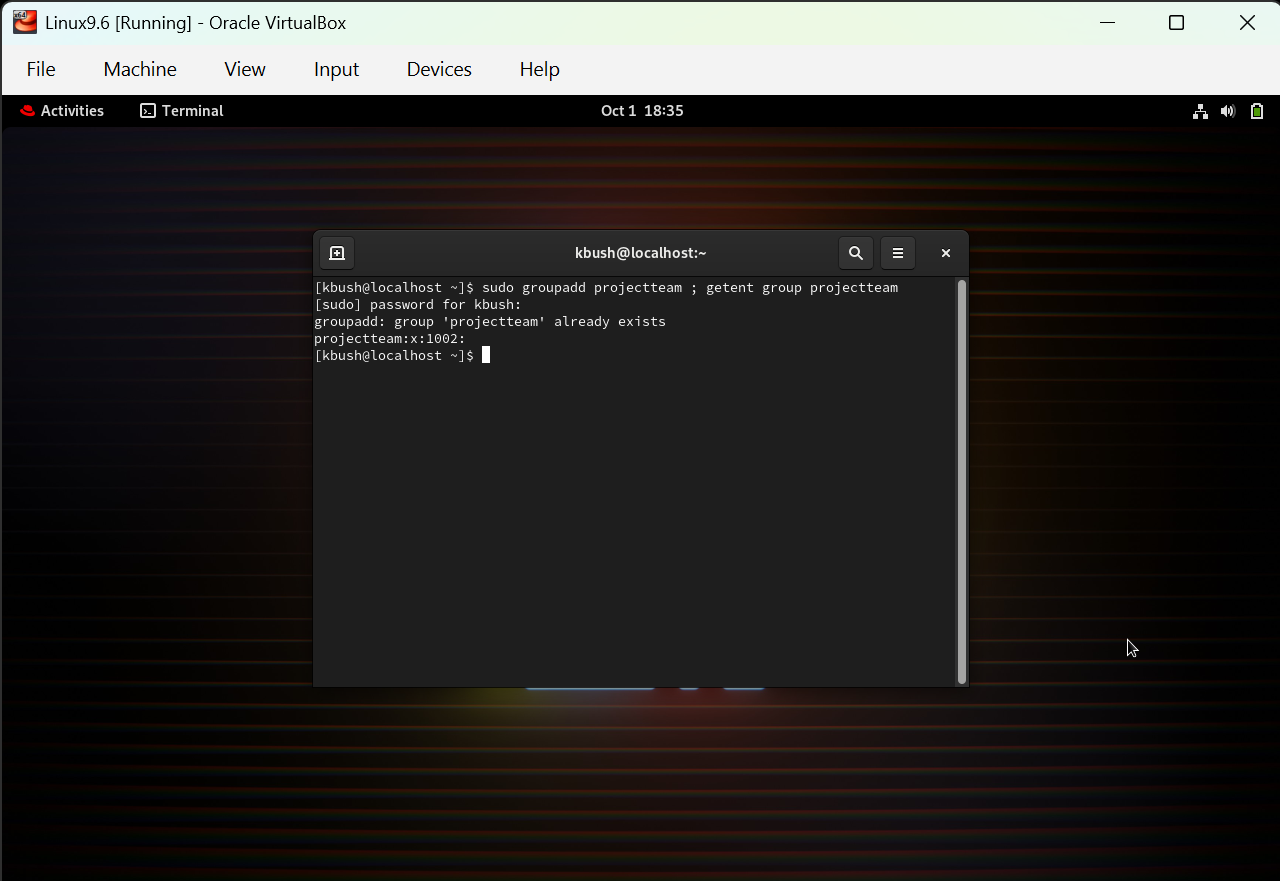 Linux9.6 [Running] - Oracle VirtualBox
File Machine View Input Devices Help
Activities Terminal Oct 1 18:35
kbush@localhost:~
[kbush@localhost ~]$ sudo groupadd projectteam ; getent group projectteam
[sudo] password for kbush:
groupadd: group 'projectteam' already exists
projectteam:x:1002:
[kbush@localhost ~]$